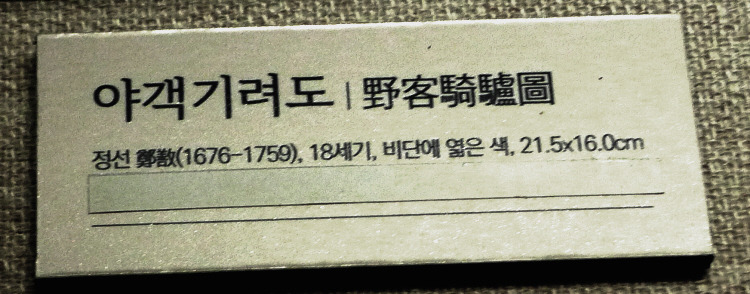 야객기려도 | 野客騎驢圖
정선 鄭敾(1676-1759), 18세기, 비단에 엷은 색, 21.5x16.0cm